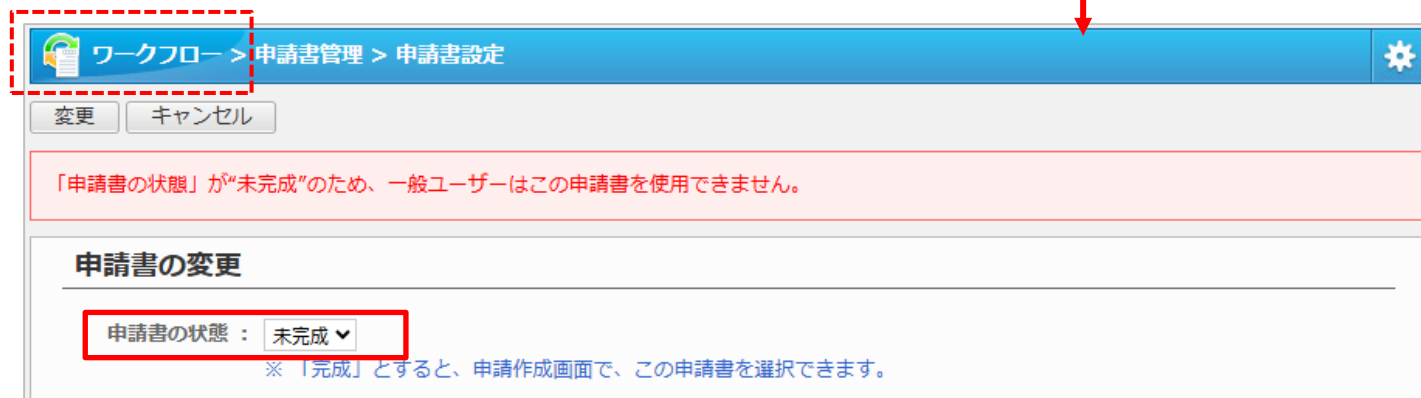 ワークフロー > 申請書管理 > 申請書設定
変更 キャンセル
「申請書の状態」が“未完成”のため、一般ユーザーはこの申請書を使用できません。
申請書の変更
申請書の状態 : 未完成
※ 「完成」とすると、申請作成画面で、この申請書を選択できます。